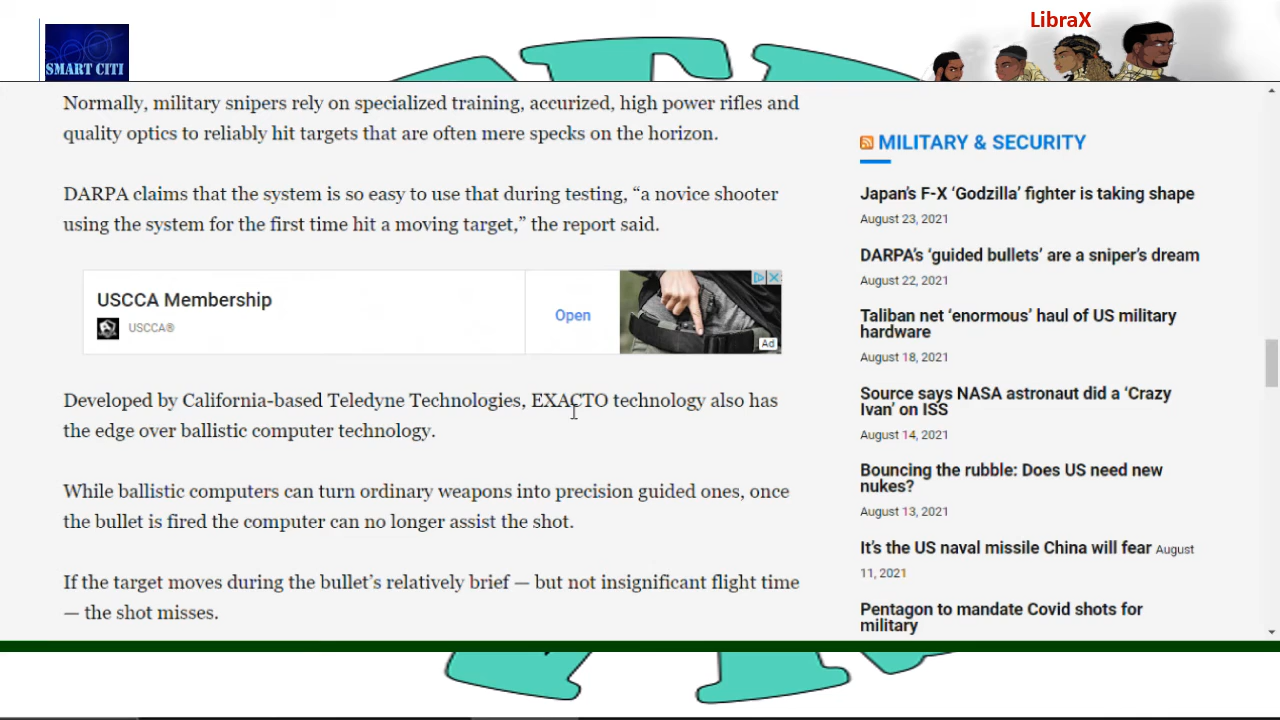 SMART CITI
LibraX
Normally, military snipers rely on specialized training, accurized, high power rifles and
quality optics to reliably hit targets that are often mere specks on the horizon.
DARPA claims that the system is so easy to use that during testing, “a novice shooter
using the system for the first time hit a moving target,” the report said.
USCCA Membership
USCCA®
Open
Ad
Developed by California-based Teledyne Technologies, EXACTO technology also has
the edge over ballistic computer technology.
While ballistic computers can turn ordinary weapons into precision guided ones, once
the bullet is fired the computer can no longer assist the shot.
If the target moves during the bullet’s relatively brief — but not insignificant flight time
— the shot misses.
MILITARY & SECURITY
Japan’s F-X ‘Godzilla’ fighter is taking shape
August 23, 2021
DARPA’s ‘guided bullets’ are a sniper’s dream
August 22, 2021
Taliban net ‘enormous’ haul of US military
hardware
August 18, 2021
Source says NASA astronaut did a ‘Crazy
Ivan’ on ISS
August 14, 2021
Bouncing the rubble: Does US need new
nukes?
August 13, 2021
It’s the US naval missile China will fear August
11, 2021
Pentagon to mandate Covid shots for
military